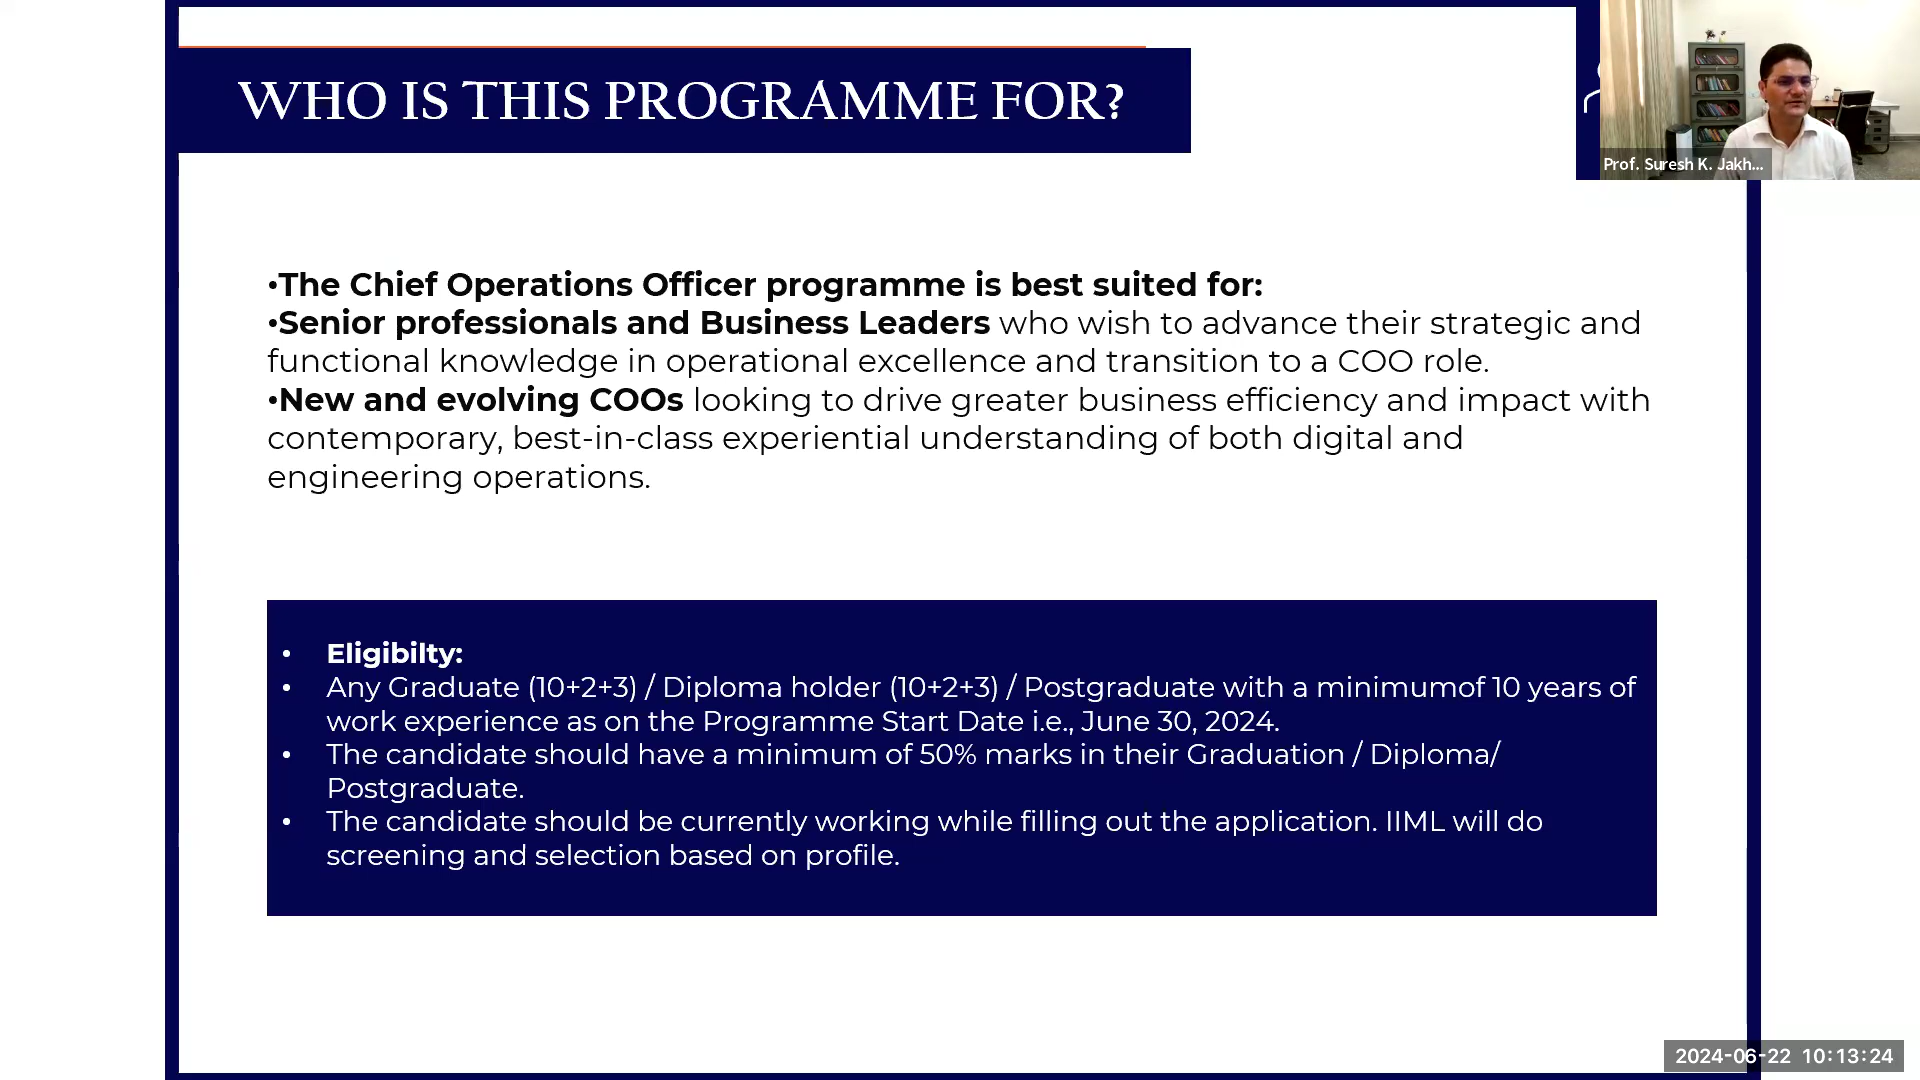 WHO IS THIS PROGRAMME FOR?
Prof. Suresh K. Jakh...
•The Chief Operations Officer programme is best suited for:
•Senior professionals and Business Leaders who wish to advance their strategic and
functional knowledge in operational excellence and transition to a COO role.
•New and evolving COOs looking to drive greater business efficiency and impact with
contemporary, best-in-class experiential understanding of both digital and
engineering operations.
• Eligibilty:
• Any Graduate (10+2+3) / Diploma holder (10+2+3) / Postgraduate with a minimumof 10 years of
work experience as on the Programme Start Date i.e., June 30, 2024.
• The candidate should have a minimum of 50% marks in their Graduation / Diploma/
Postgraduate.
• The candidate should be currently working while filling out the application. IIML will do
screening and selection based on profile.
2024-06-22 10:13:24